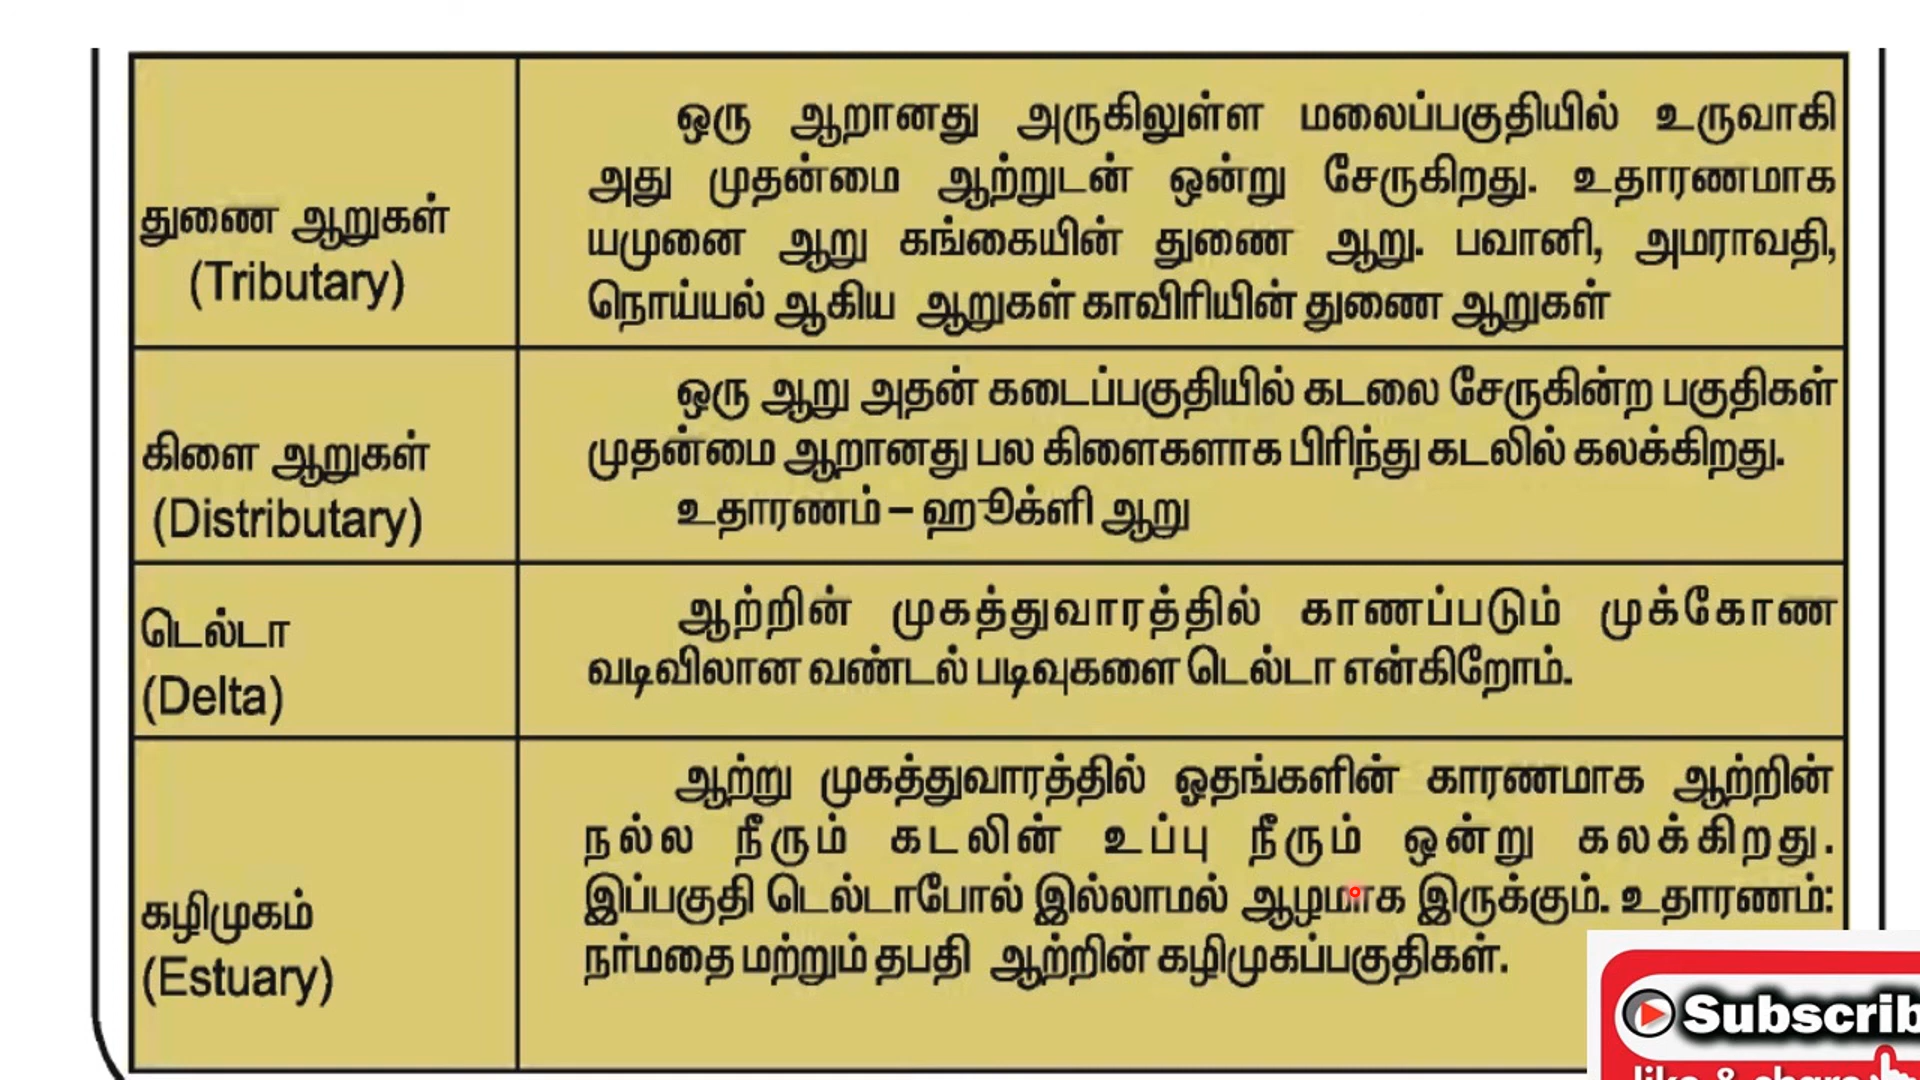 துணை ஆறுகள்
(Tributary)
ஒரு ஆறானது அருகிலுள்ள மலைப்பகுதியில் உருவாகி
அது முதன்மை ஆற்றுடன் ஒன்று சேருகிறது. உதாரணமாக
யமுனை ஆறு கங்கையின் துணை ஆறு. பவானி, அமராவதி,
நொய்யல் ஆகிய ஆறுகள் காவிரியின் துணை ஆறுகள்
கிளை ஆறுகள்
(Distributary)
ஒரு ஆறு அதன் கடைப்பகுதியில் கடலை சேருகின்ற பகுதிகள்
முதன்மை ஆறானது பல கிளைகளாக பிரிந்து கடலில் கலக்கிறது.
உதாரணம் – ஹூக்ளி ஆறு
டெல்டா
(Delta)
ஆற்றின் முகத்துவாரத்தில் காணப்படும் முக்கோண
வடிவிலான வண்டல் படிவுகளை டெல்டா என்கிறோம்.
கழிமுகம்
(Estuary)
ஆற்று முகத்துவாரத்தில் ஓதங்களின் காரணமாக ஆற்றின்
நல்ல நீரும் கடலின் உப்பு நீரும் ஒன்று கலக்கிறது.
இப்பகுதி டெல்டாபோல் இல்லாமல் ஆழமாக இருக்கும். உதாரணம்:
நர்மதை மற்றும் தபதி ஆற்றின் கழிமுகப்பகுதிகள்.
Subscrib
like & share